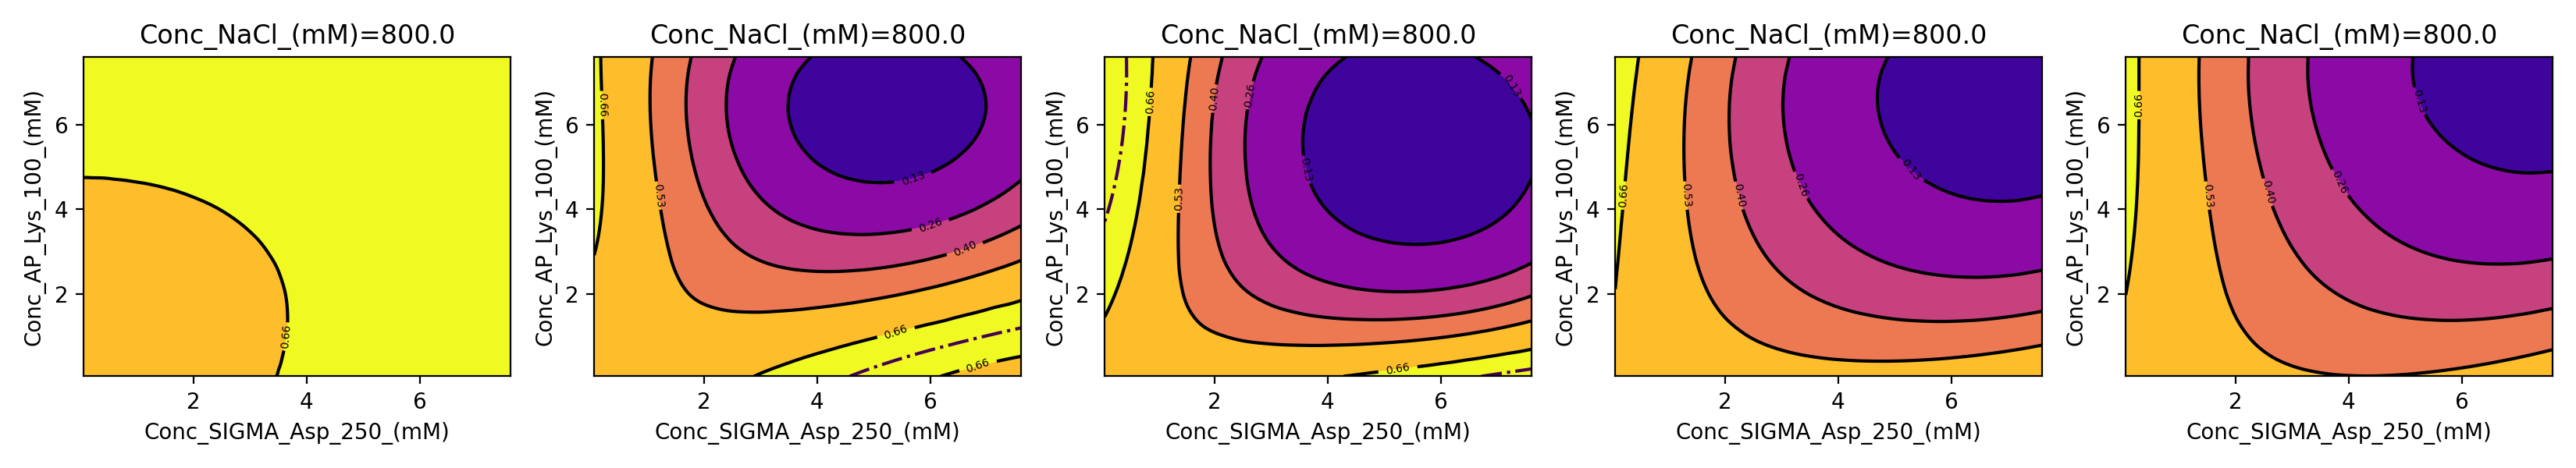 Conc_NaCl_(mM)=800.0
Conc_AP_Lys_100_(mM)
6
4
2
0.66
2 4 6
Conc_SIGMA_Asp_250_(mM)
Conc_NaCl_(mM)=800.0
Conc_AP_Lys_100_(mM)
6
4
2
0.66
0.53
0.13
0.26
0.40
0.66
0.66
2 4 6
Conc_SIGMA_Asp_250_(mM)
Conc_NaCl_(mM)=800.0
Conc_AP_Lys_100_(mM)
6
4
2
0.66
0.40
0.26
0.13
0.13
0.53
0.66
2 4 6
Conc_SIGMA_Asp_250_(mM)
Conc_NaCl_(mM)=800.0
Conc_AP_Lys_100_(mM)
6
4
2
0.66
0.53
0.40
0.26
0.13
2 4 6
Conc_SIGMA_Asp_250_(mM)
Conc_NaCl_(mM)=800.0
Conc_AP_Lys_100_(mM)
6
4
2
0.66
0.53
0.40
0.26
0.13
2 4 6
Conc_SIGMA_Asp_250_(mM)